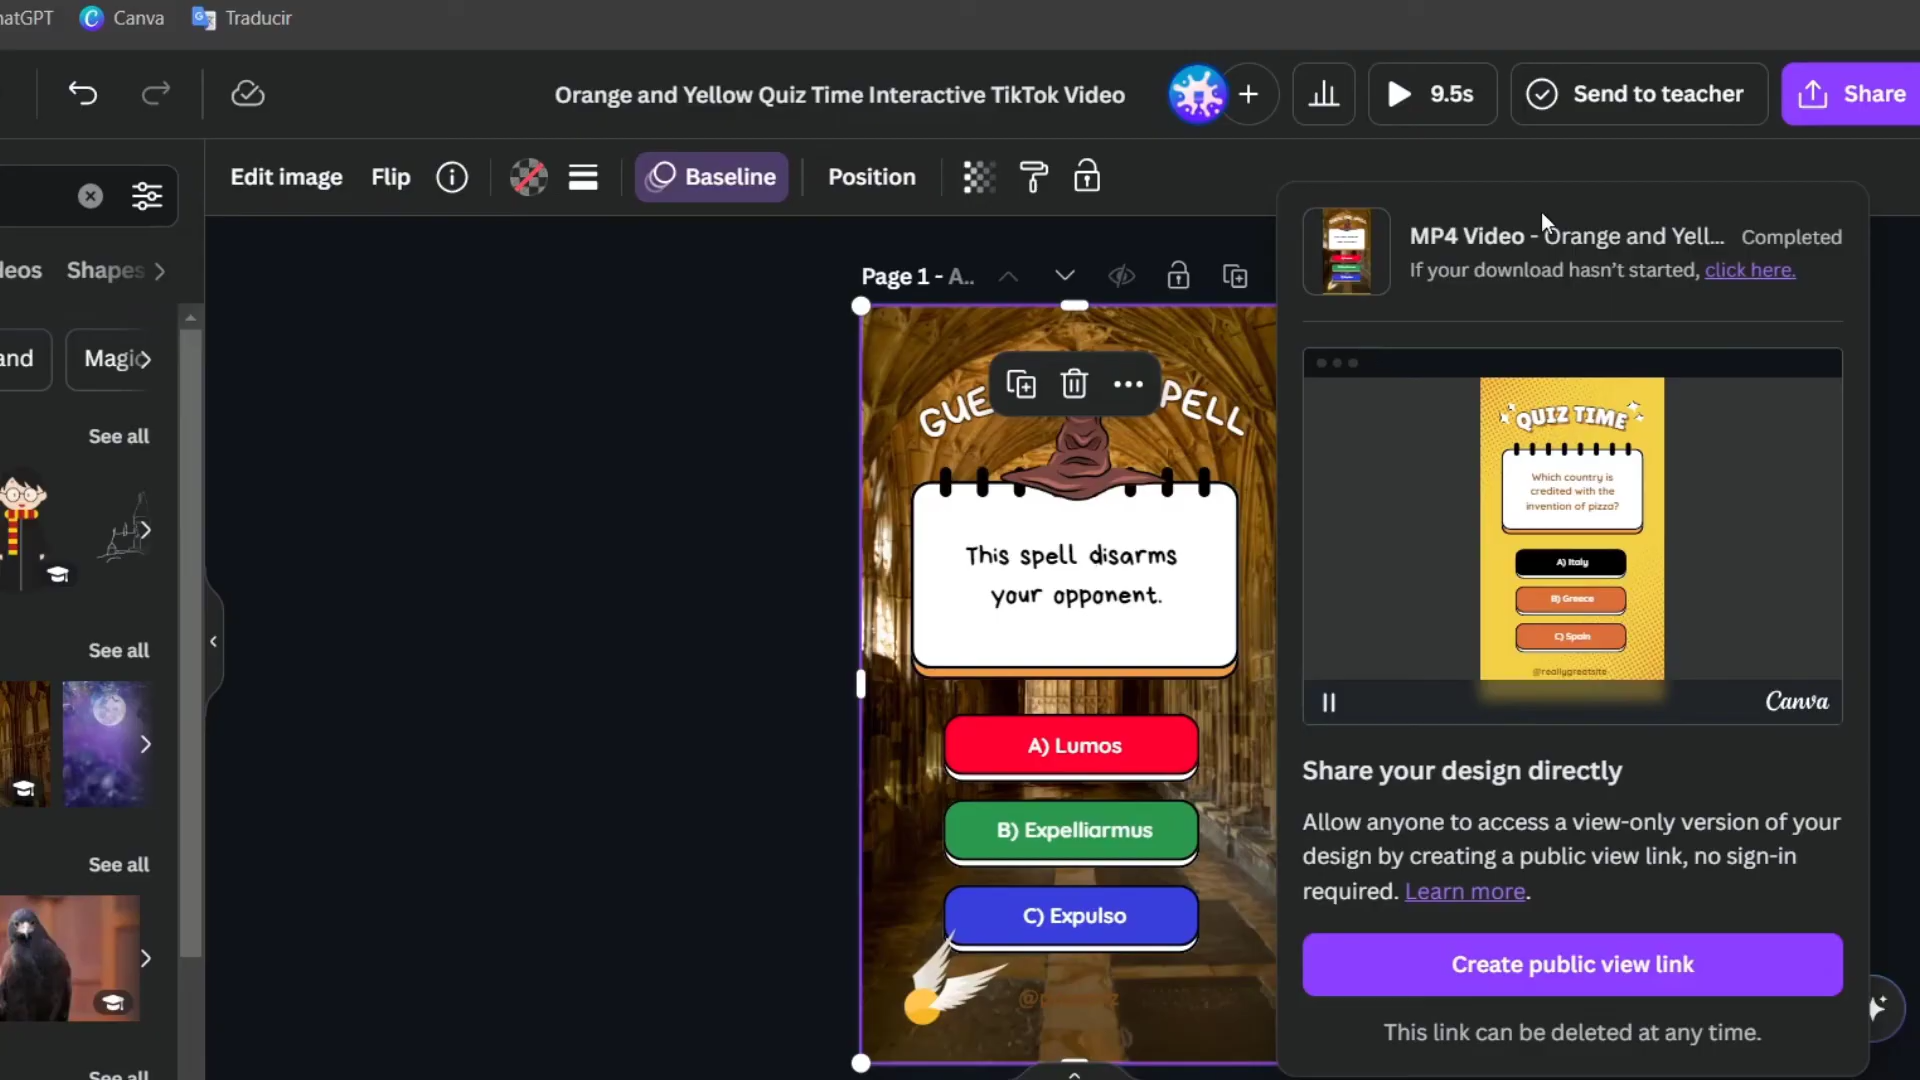 hatGPT
Canva
Traducir
Orange and Yellow Quiz Time Interactive TikTok Video
9.5s
Send to teacher
Share
Edit image
Flip
Baseline
Position
MP4 Video - Orange and Yell...
Completed
If your download hasn't started, click here.
deos
Shapes
Page 1 - A..
and
Magic
See all
See all
See all
See all
GUE
PELL
This spell disarms
your opponent.
A) Lumos
B) Expelliarmus
C) Expulso
QUIZ TIME
Which country is
credited with the
invention of pizza?
A) Italy
B) Greece
C) Spain
@reallygreatsite
Canva
Share your design directly
Allow anyone to access a view-only version of your
design by creating a public view link, no sign-in
required. Learn more.
Create public view link
This link can be deleted at any time.